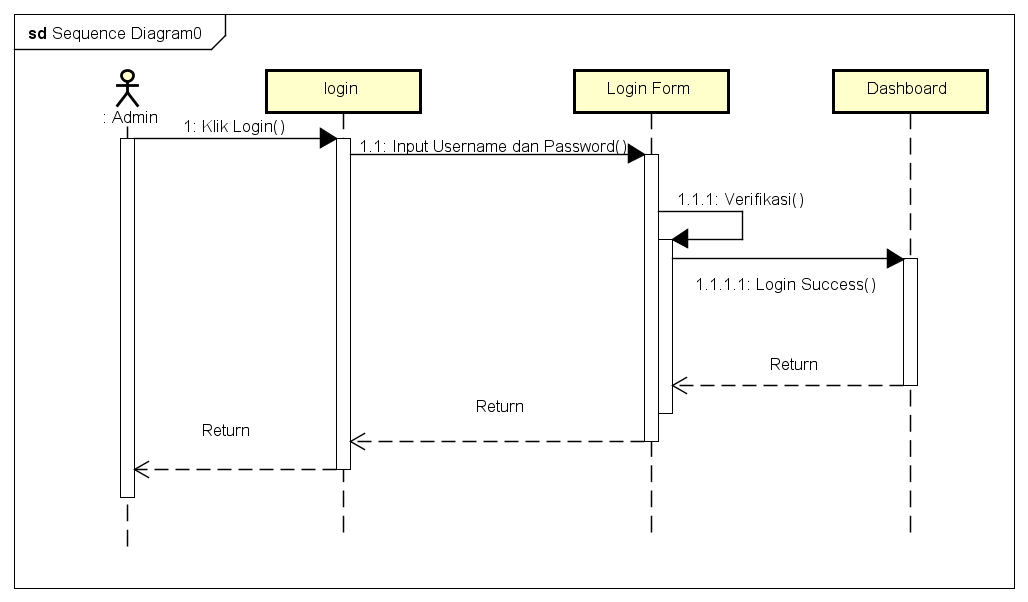 sd Sequence Diagram0
: Admin
login
Login Form
Dashboard
1: Klik Login()
1.1: Input Username dan Password()
1.1.1: Verifikasi()
1.1.1.1: Login Success()
Return
Return
Return